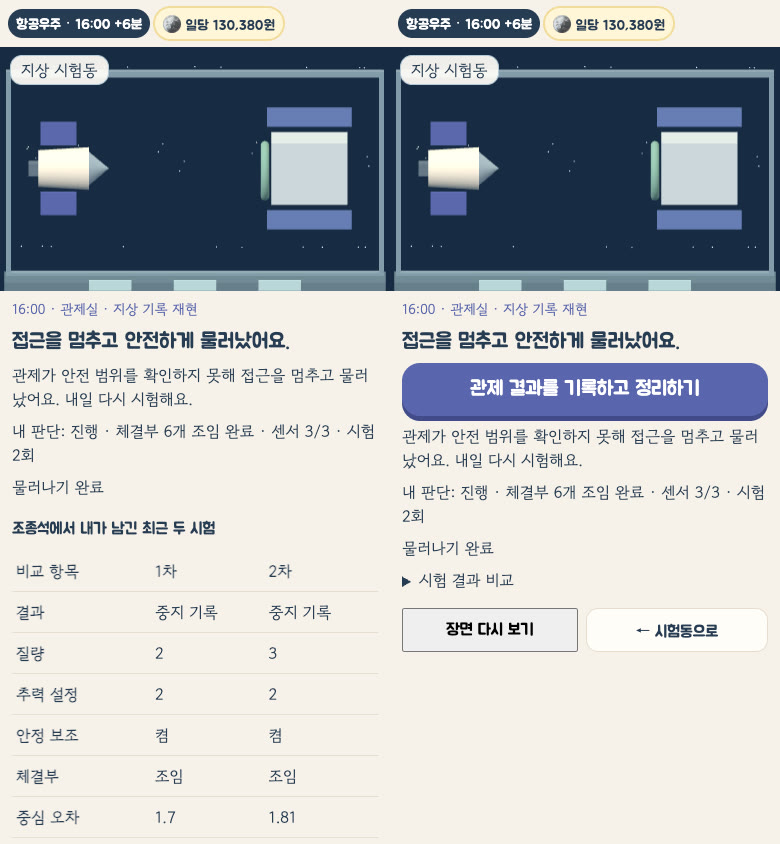 항공우주 · 16:00 +6분
일당 130,380원
지상 시험동
16:00 · 관제실 · 지상 기록 재현
접근을 멈추고 안전하게 물러났어요.
관제가 안전 범위를 확인하지 못해 접근을 멈추고 물러
났어요. 내일 다시 시험해요.
내 판단: 진행 · 체결부 6개 조임 완료 · 센서 3/3 · 시험
2회
물러나기 완료
조종석에서 내가 남긴 최근 두 시험
비교 항목 1차 2차
결과 중지 기록 중지 기록
질량 2 3
추력 설정 2 2
안정 보조 켬 켬
체결부 조임 조임
중심 오차 1.7 1.81
항공우주 · 16:00 +6분
일당 130,380원
지상 시험동
16:00 · 관제실 · 지상 기록 재현
접근을 멈추고 안전하게 물러났어요.
관제 결과를 기록하고 정리하기
관제가 안전 범위를 확인하지 못해 접근을 멈추고 물러
났어요. 내일 다시 시험해요.
내 판단: 진행 · 체결부 6개 조임 완료 · 센서 3/3 · 시험
2회
물러나기 완료
▶ 시험 결과 비교
장면 다시 보기
← 시험동으로